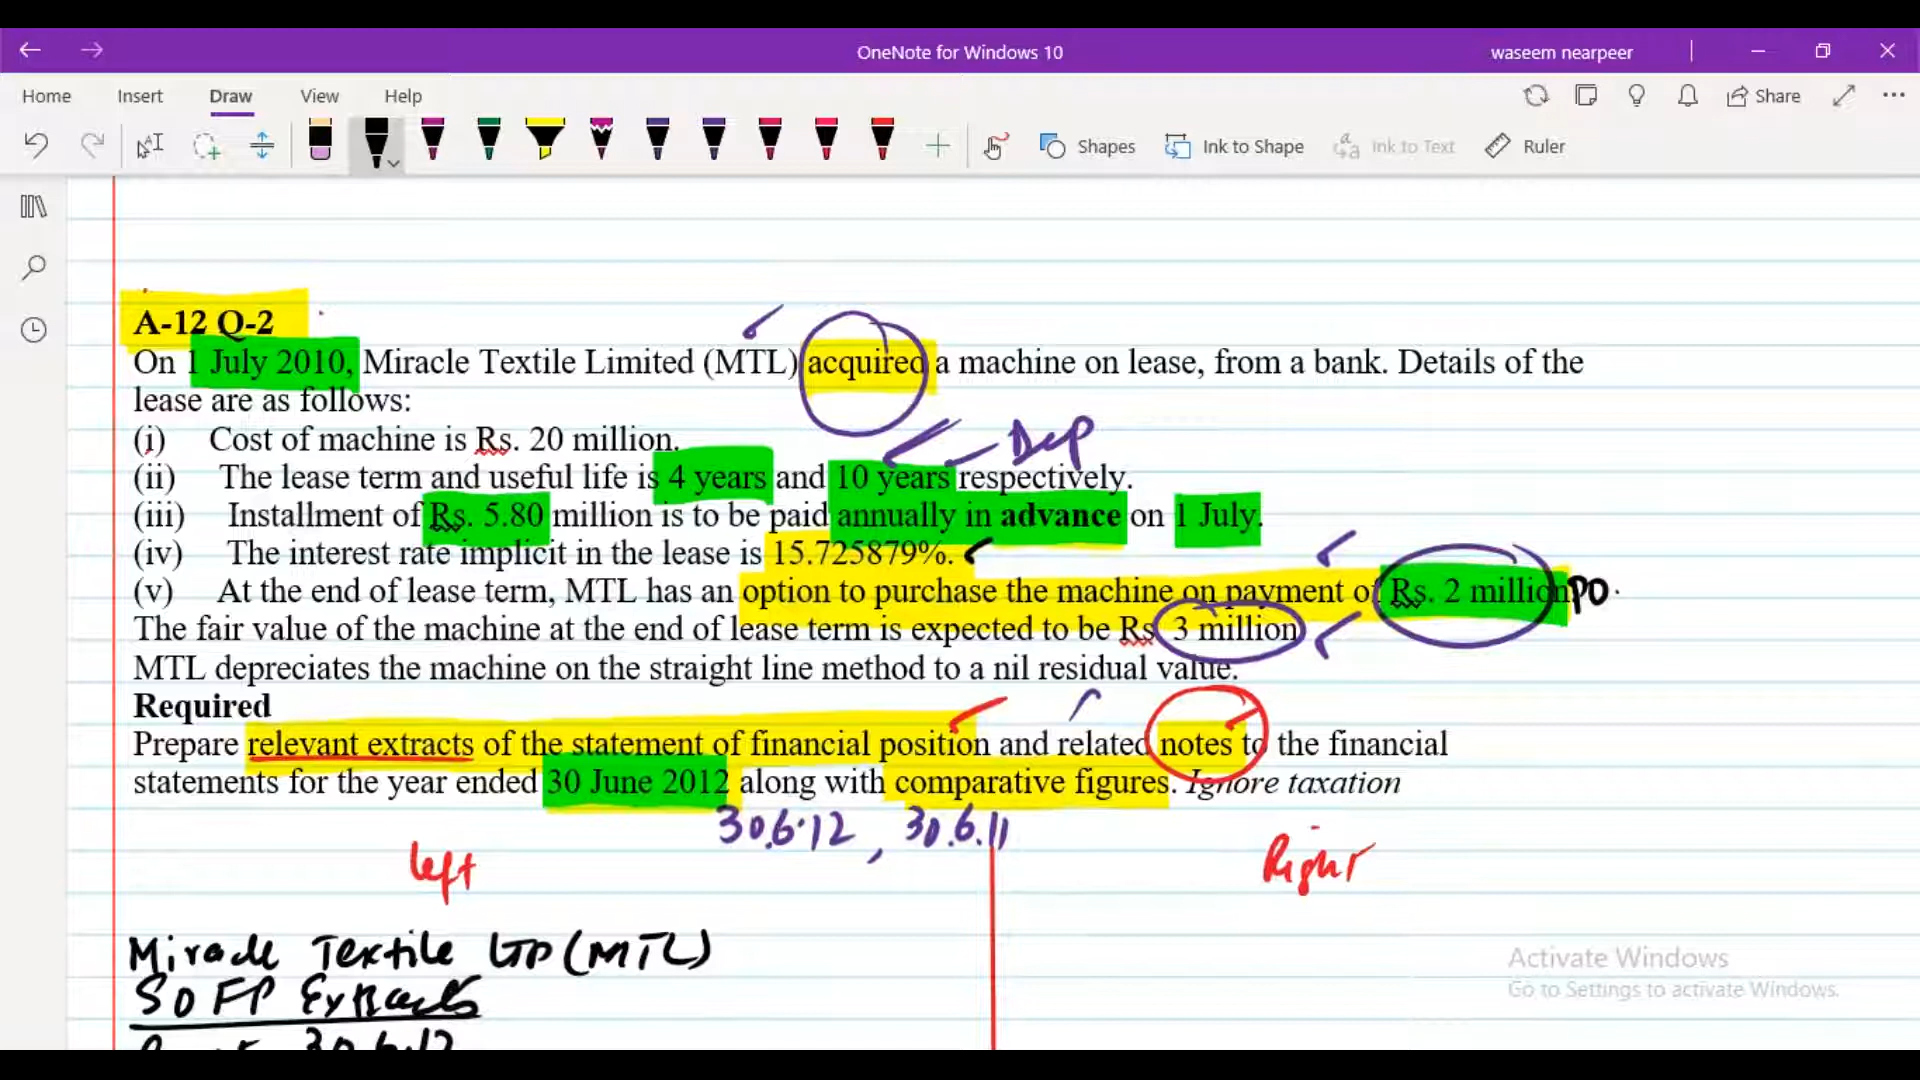 OneNote for Windows 10
waseem nearpeer
Home Insert Draw View Help
Share
Shapes Ink to Shape Ink to Text Ruler
A-12 Q-2
On 1 July 2010, Miracle Textile Limited (MTL) acquired a machine on lease, from a bank. Details of the
lease are as follows:
Dep
(i) Cost of machine is Rs. 20 million.
(ii) The lease term and useful life is 4 years and 10 years respectively.
(iii) Installment of Rs. 5.80 million is to be paid annually in advance on 1 July.
(iv) The interest rate implicit in the lease is 15.725879%.
(v) At the end of lease term, MTL has an option to purchase the machine on payment of Rs. 2 million PO.
The fair value of the machine at the end of lease term is expected to be Rs 3 million
MTL depreciates the machine on the straight line method to a nil residual value.
Required
Prepare relevant extracts of the statement of financial position and related notes to the financial
statements for the year ended 30 June 2012 along with comparative figures. Ignore taxation
30.6.12, 30.6.11
left Right
Miracle Textile LTD (MTL)
SOFP Extracts
30.6.12
Activate Windows
Go to Settings to activate Windows.